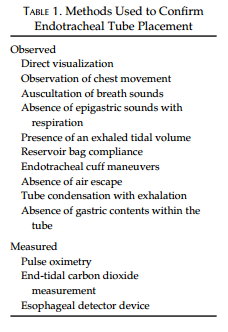 TABLE 1. Methods Used to Confirm
Endotracheal Tube Placement
Observed
Direct visualization
Observation of chest movement
Auscultation of breath sounds
Absence of epigastric sounds with
respiration
Presence of an exhaled tidal volume
Reservoir bag compliance
Endotracheal cuff maneuvers
Absence of air escape
Tube condensation with exhalation
Absence of gastric contents within the
tube
Measured
Pulse oximetry
End-tidal carbon dioxide
measurement
Esophageal detector device